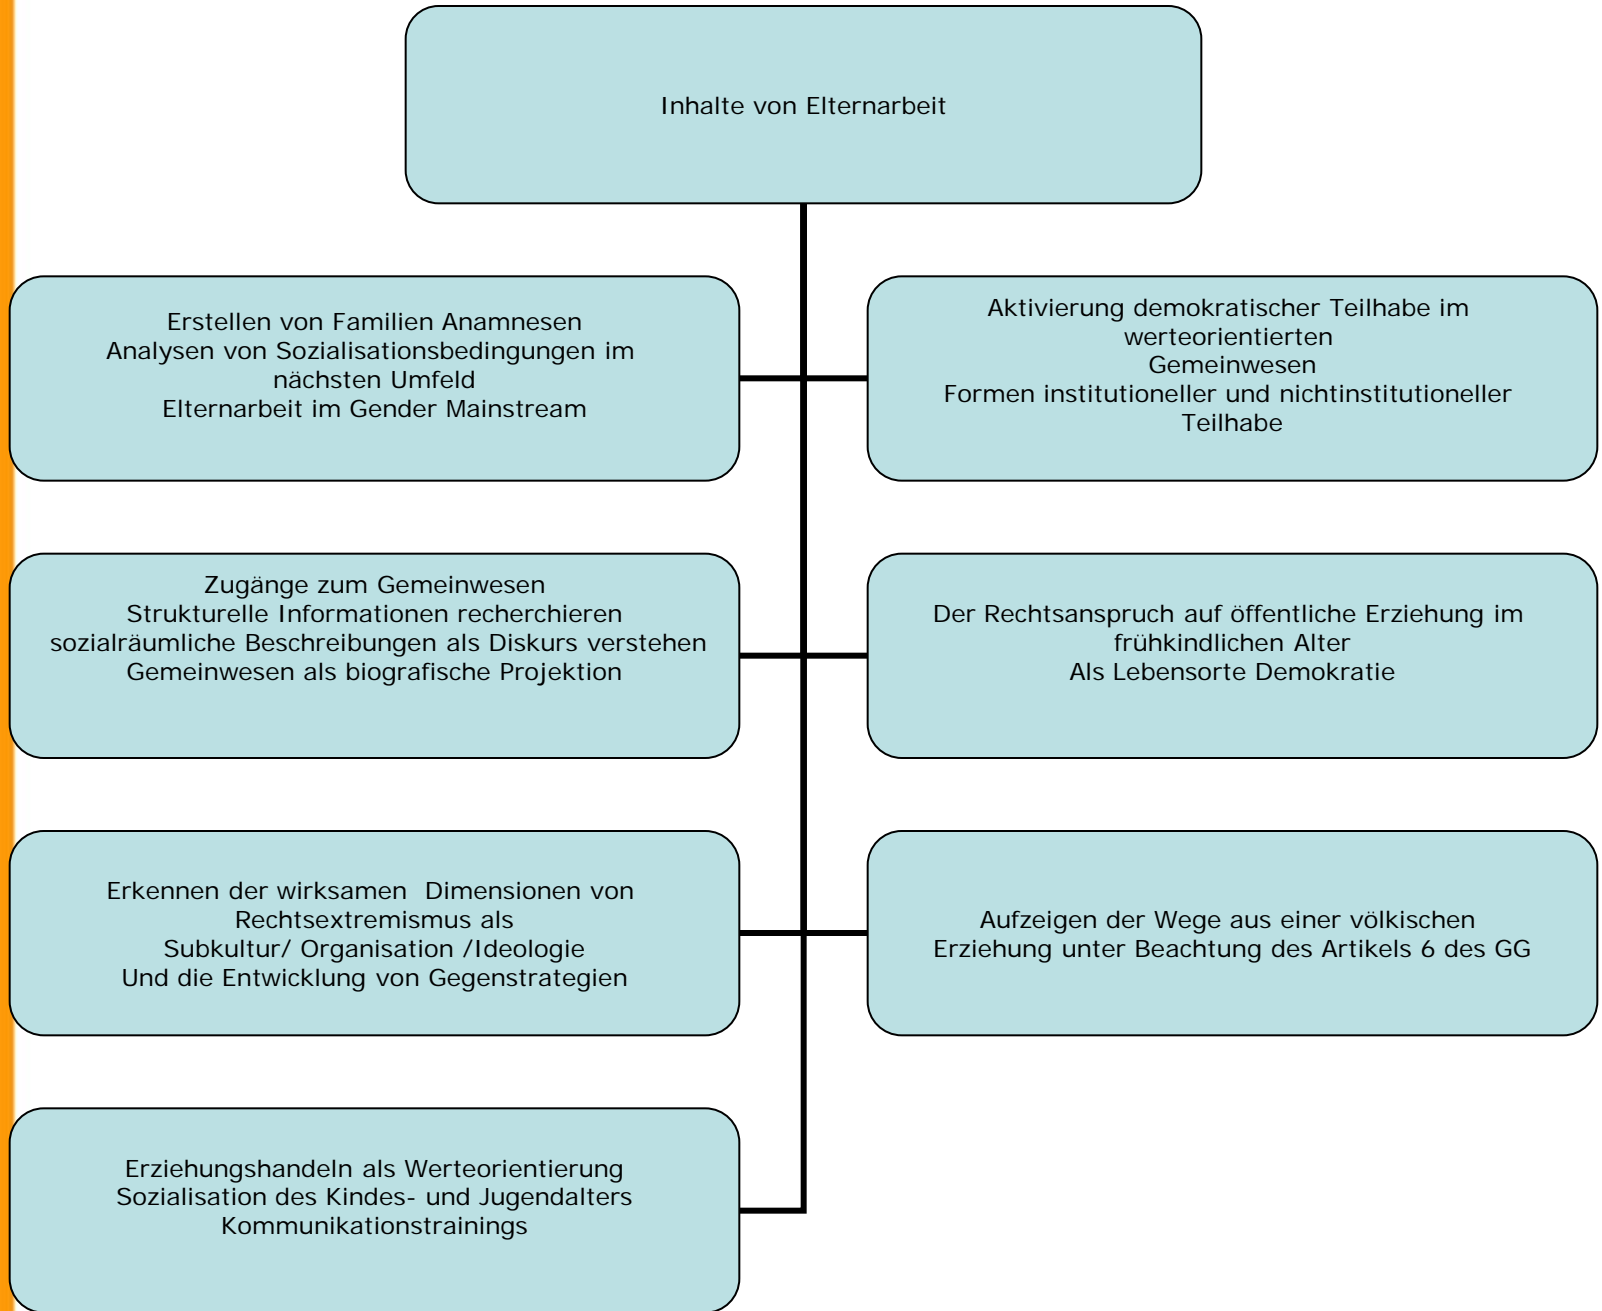 Inhalte von Elternarbeit
Erstellen von Familien Anamnesen
Analysen von Sozialisationsbedingungen im
nächsten Umfeld
Elternarbeit im Gender Mainstream
Aktivierung demokratischer Teilhabe im
werteorientierten
Gemeinwesen
Formen institutioneller und nichtinstitutioneller
Teilhabe
Zugänge zum Gemeinwesen
Strukturelle Informationen recherchieren
sozialräumliche Beschreibungen als Diskurs verstehen
Gemeinwesen als biografische Projektion
Der Rechtsanspruch auf öffentliche Erziehung im
frühkindlichen Alter
Als Lebensorte Demokratie
Erkennen der wirksamen  Dimensionen von
Rechtsextremismus als
Subkultur/ Organisation /Ideologie
Und die Entwicklung von Gegenstrategien
Aufzeigen der Wege aus einer völkischen
Erziehung unter Beachtung des Artikels 6 des GG
Erziehungshandeln als Werteorientierung
Sozialisation des Kindes- und Jugendalters
Kommunikationstrainings